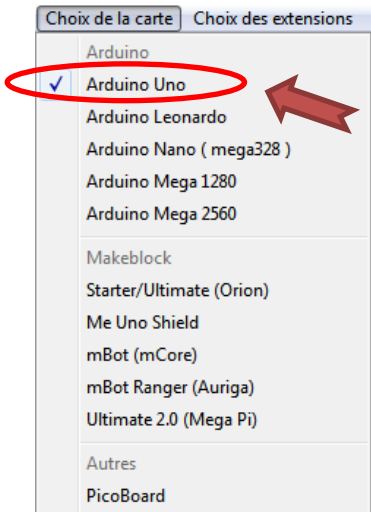 Choix de la carte Choix des extensions
Arduino
Arduino Uno
Arduino Leonardo
Arduino Nano ( mega328 )
Arduino Mega 1280
Arduino Mega 2560
Makeblock
Starter/Ultimate (Orion)
Me Uno Shield
mBot (mCore)
mBot Ranger (Auriga)
Ultimate 2.0 (Mega Pi)
Autres
PicoBoard